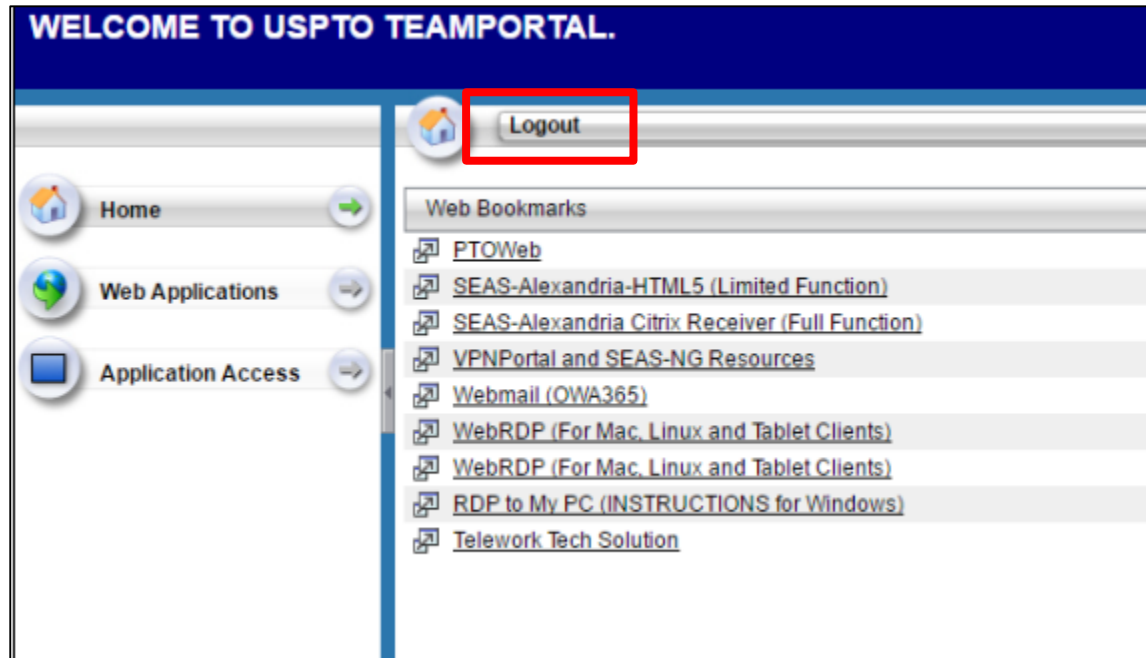 WELCOME TO USPTO TEAMPORTAL.
Logout
Home
Web Applications
Application Access
Web Bookmarks
PTOWeb
SEAS-Alexandria-HTML5 (Limited Function)
SEAS-Alexandria Citrix Receiver (Full Function)
VPNPortal and SEAS-NG Resources
Webmail (OWA365)
WebRDP (For Mac, Linux and Tablet Clients)
WebRDP (For Mac, Linux and Tablet Clients)
RDP to My PC (INSTRUCTIONS for Windows)
Telework Tech Solution